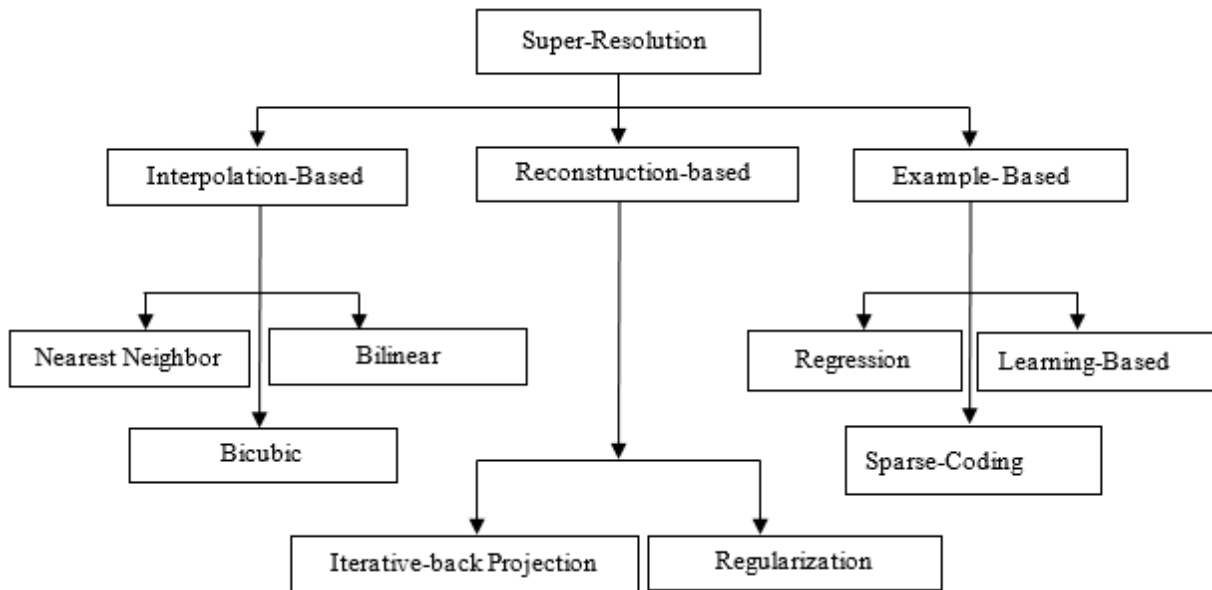 Super-Resolution
Interpolation-Based
Reconstruction-based
Example-Based
Nearest Neighbor
Bilinear
Regression
Learning-Based
Bicubic
Sparse-Coding
Iterative-back Projection
Regularization